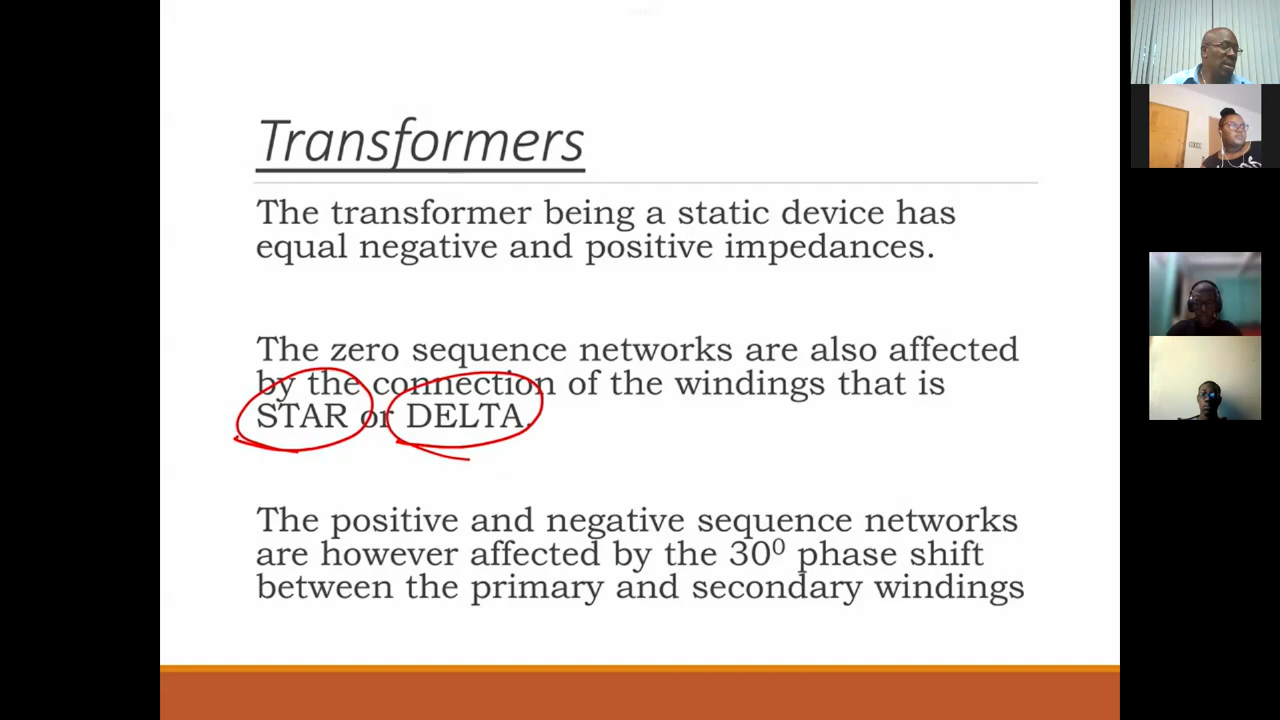 Transformers
The transformer being a static device has
equal negative and positive impedances.
The zero sequence networks are also affected
by the connection of the windings that is
STAR or DELTA.
The positive and negative sequence networks
are however affected by the 30⁰ phase shift
between the primary and secondary windings